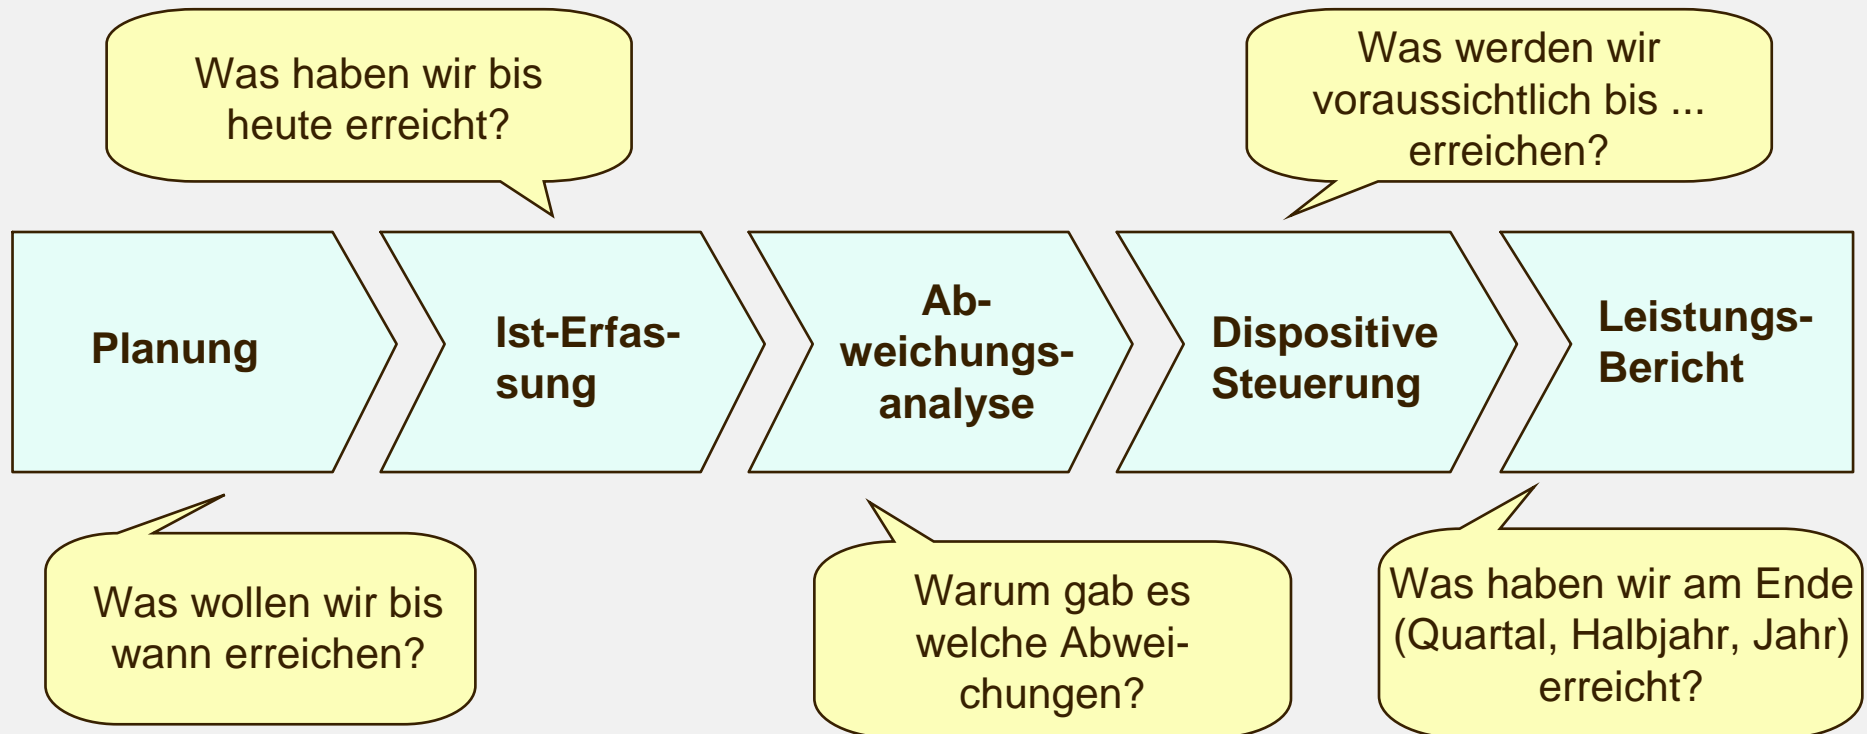 Was haben wir bis
heute erreicht?
Was werden wir
voraussichtlich bis ...
erreichen?
Planung
Ist-Erfas-
sung
Ab-
weichungs-
analyse
Dispositive
Steuerung
Leistungs-
Bericht
Was wollen wir bis
wann erreichen?
Warum gab es
welche Abwei-
chungen?
Was haben wir am Ende
(Quartal, Halbjahr, Jahr)
erreicht?